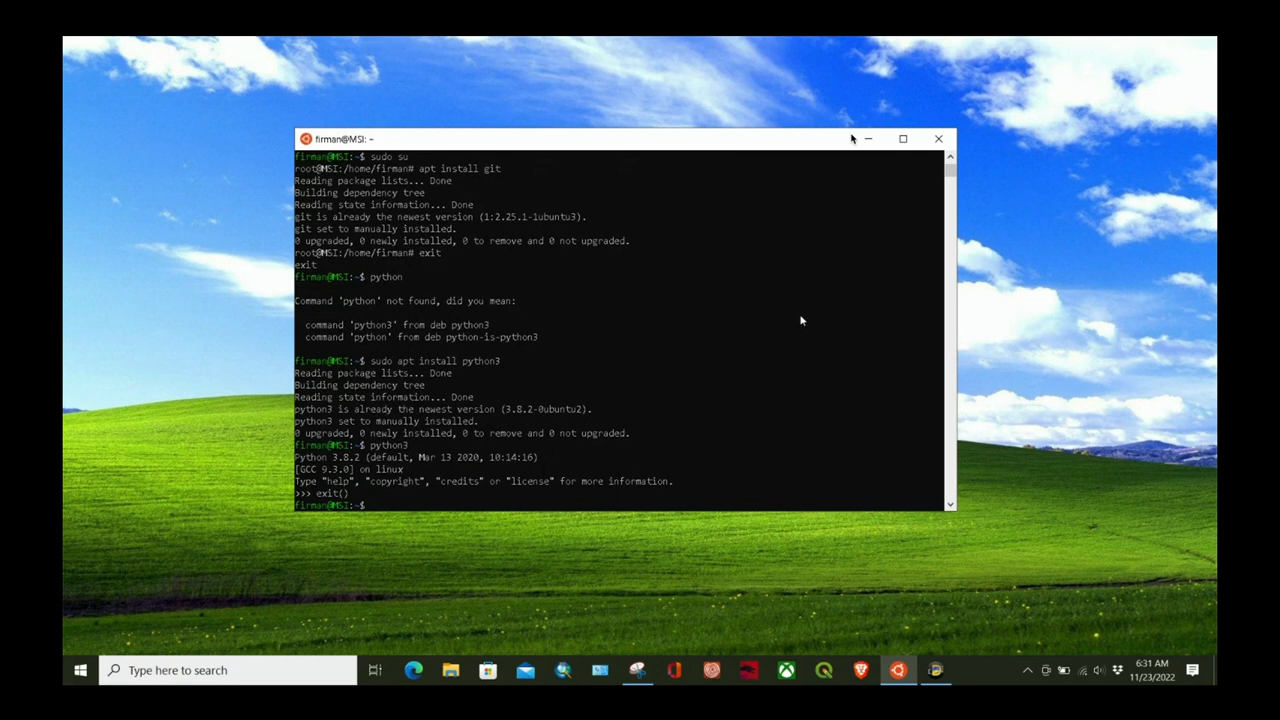 firman@MSI: ~
firman@MSI:~$ sudo su
root@MSI:/home/firman# apt install git
Reading package lists... Done
Building dependency tree
Reading state information... Done
git is already the newest version (1:2.25.1-1ubuntu3).
git set to manually installed.
0 upgraded, 0 newly installed, 0 to remove and 0 not upgraded.
root@MSI:/home/firman# exit
exit
firman@MSI:~$ python
Command 'python' not found, did you mean:
command 'python3' from deb python3
command 'python' from deb python-is-python3
firman@MSI:~$ sudo apt install python3
Reading package lists... Done
Building dependency tree
Reading state information... Done
python3 is already the newest version (3.8.2-0ubuntu2).
python3 set to manually installed.
0 upgraded, 0 newly installed, 0 to remove and 0 not upgraded.
firman@MSI:~$ python3
Python 3.8.2 (default, Mar 13 2020, 10:14:16)
[GCC 9.3.0] on linux
Type "help", "copyright", "credits" or "license" for more information.
>>> exit()
firman@MSI:~$
Type here to search
6:31 AM
11/23/2022